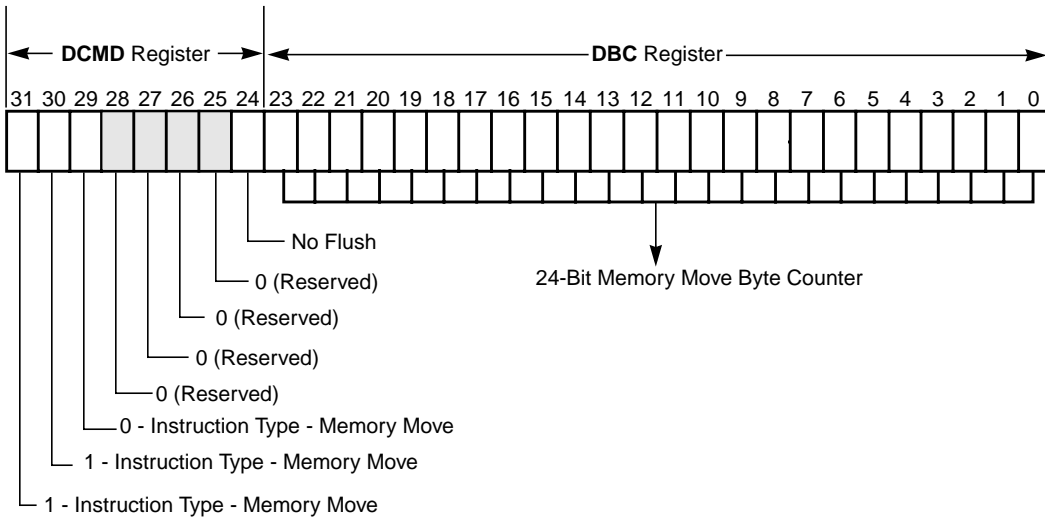 DCMD Register DBC Register
31 30 29 28 27 26 25 24 23 22 21 20 19 18 17 16 15 14 13 12 11 10 9 8 7 6 5 4 3 2 1 0
No Flush
0 (Reserved)
24-Bit Memory Move Byte Counter
0 (Reserved)
0 (Reserved)
0 (Reserved)
0 - Instruction Type - Memory Move
1 - Instruction Type - Memory Move
1 - Instruction Type - Memory Move